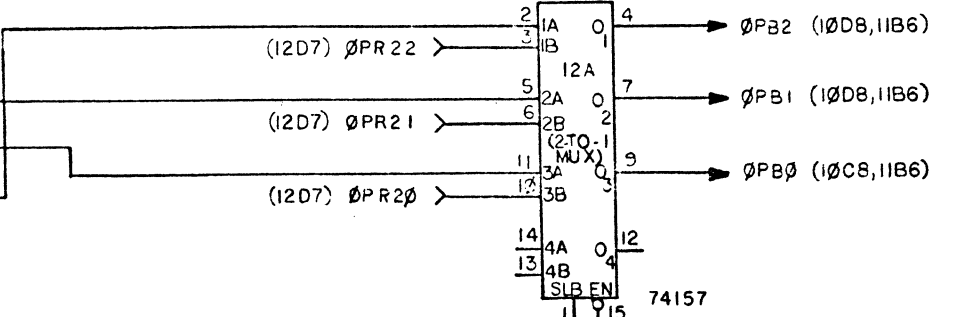 2 1A O 4 ØPB2 (1ØD8,11B6)
(12D7) ØPR22 3 1B 1
12A
5 2A O 7 ØPB1 (1ØD8,11B6)
(12D7) ØPR21 6 2B 2
(2-TO-1
MUX)
11 3A O 9 ØPBØ (1ØC8,11B6)
(12D7) ØPR2Ø 1Ø 3B 3
14 4A O 12
13 4B 4
SLB EN 74157
1 15